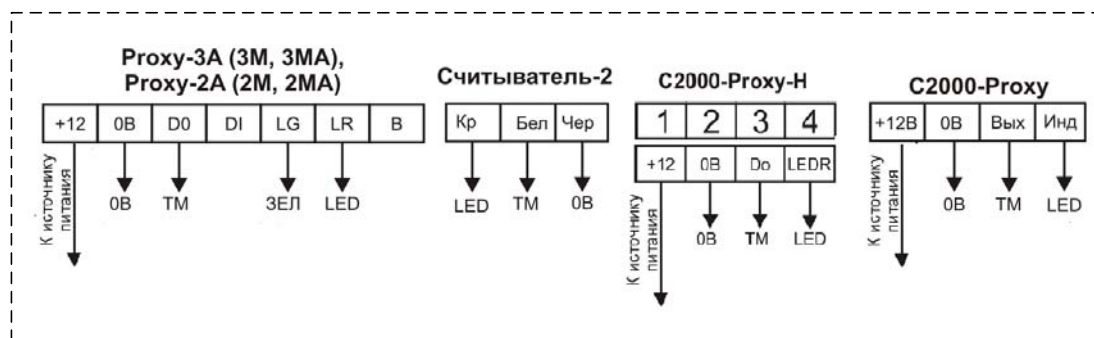 Proxy-3A (3M, 3MA),
Proxy-2A (2M, 2MA)
+12 0В D0 DI LG LR B
К источнику питания
0В ТМ ЗЕЛ LED
Считыватель-2
Кр Бел Чер
LED ТМ 0В
С2000-Proxy-H
1 2 3 4
+12 0В Do LEDR
К источнику питания
0В ТМ LED
С2000-Proxy
+12В 0В Вых Инд
К источнику питания
0В ТМ LED